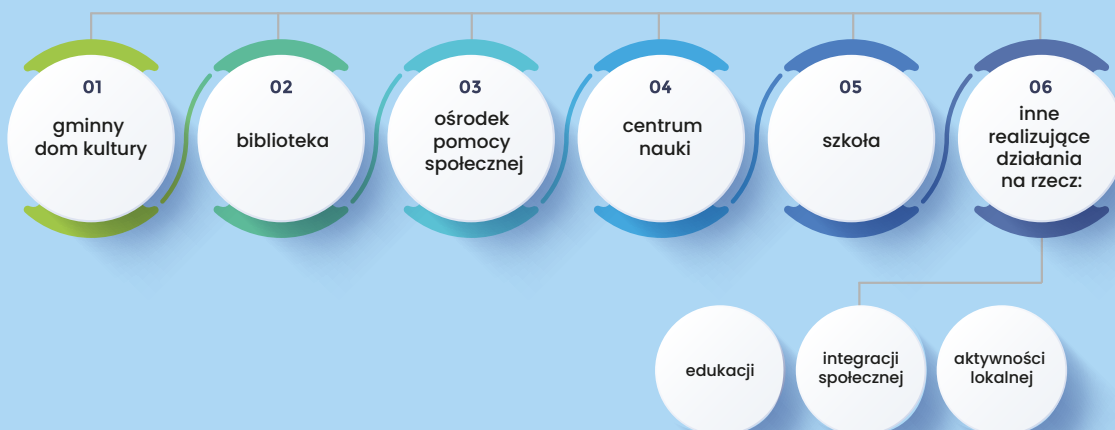 01
gminny
dom kultury
02
biblioteka
03
ośrodek
pomocy
społecznej
04
centrum
nauki
05
szkoła
06
inne
realizujące
działania
na rzecz:
edukacji
integracji
społecznej
aktywności
lokalnej